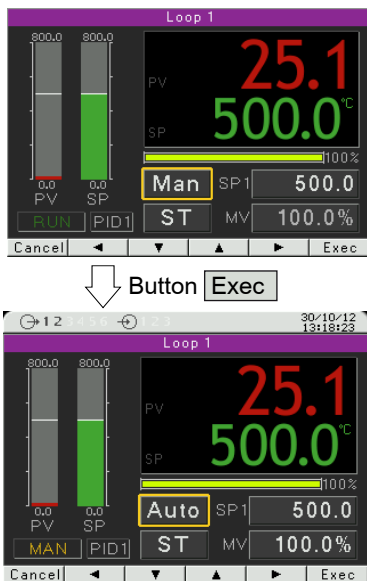 Loop 1
800.0 800.0
PV 25.1
SP 500.0 °C
100%
0.0 0.0
PV SP
Man SP1 500.0
RUN PID1 ST MV 100.0%
Cancel ◄ ▼ ▲ ► Exec
Button Exec
12 3456 123 30/10/12
13:18:23
Loop 1
800.0 800.0
PV 25.1
SP 500.0 °C
100%
0.0 0.0
PV SP
Auto SP1 500.0
MAN PID1 ST MV 100.0%
Cancel ◄ ▼ ▲ ► Exec